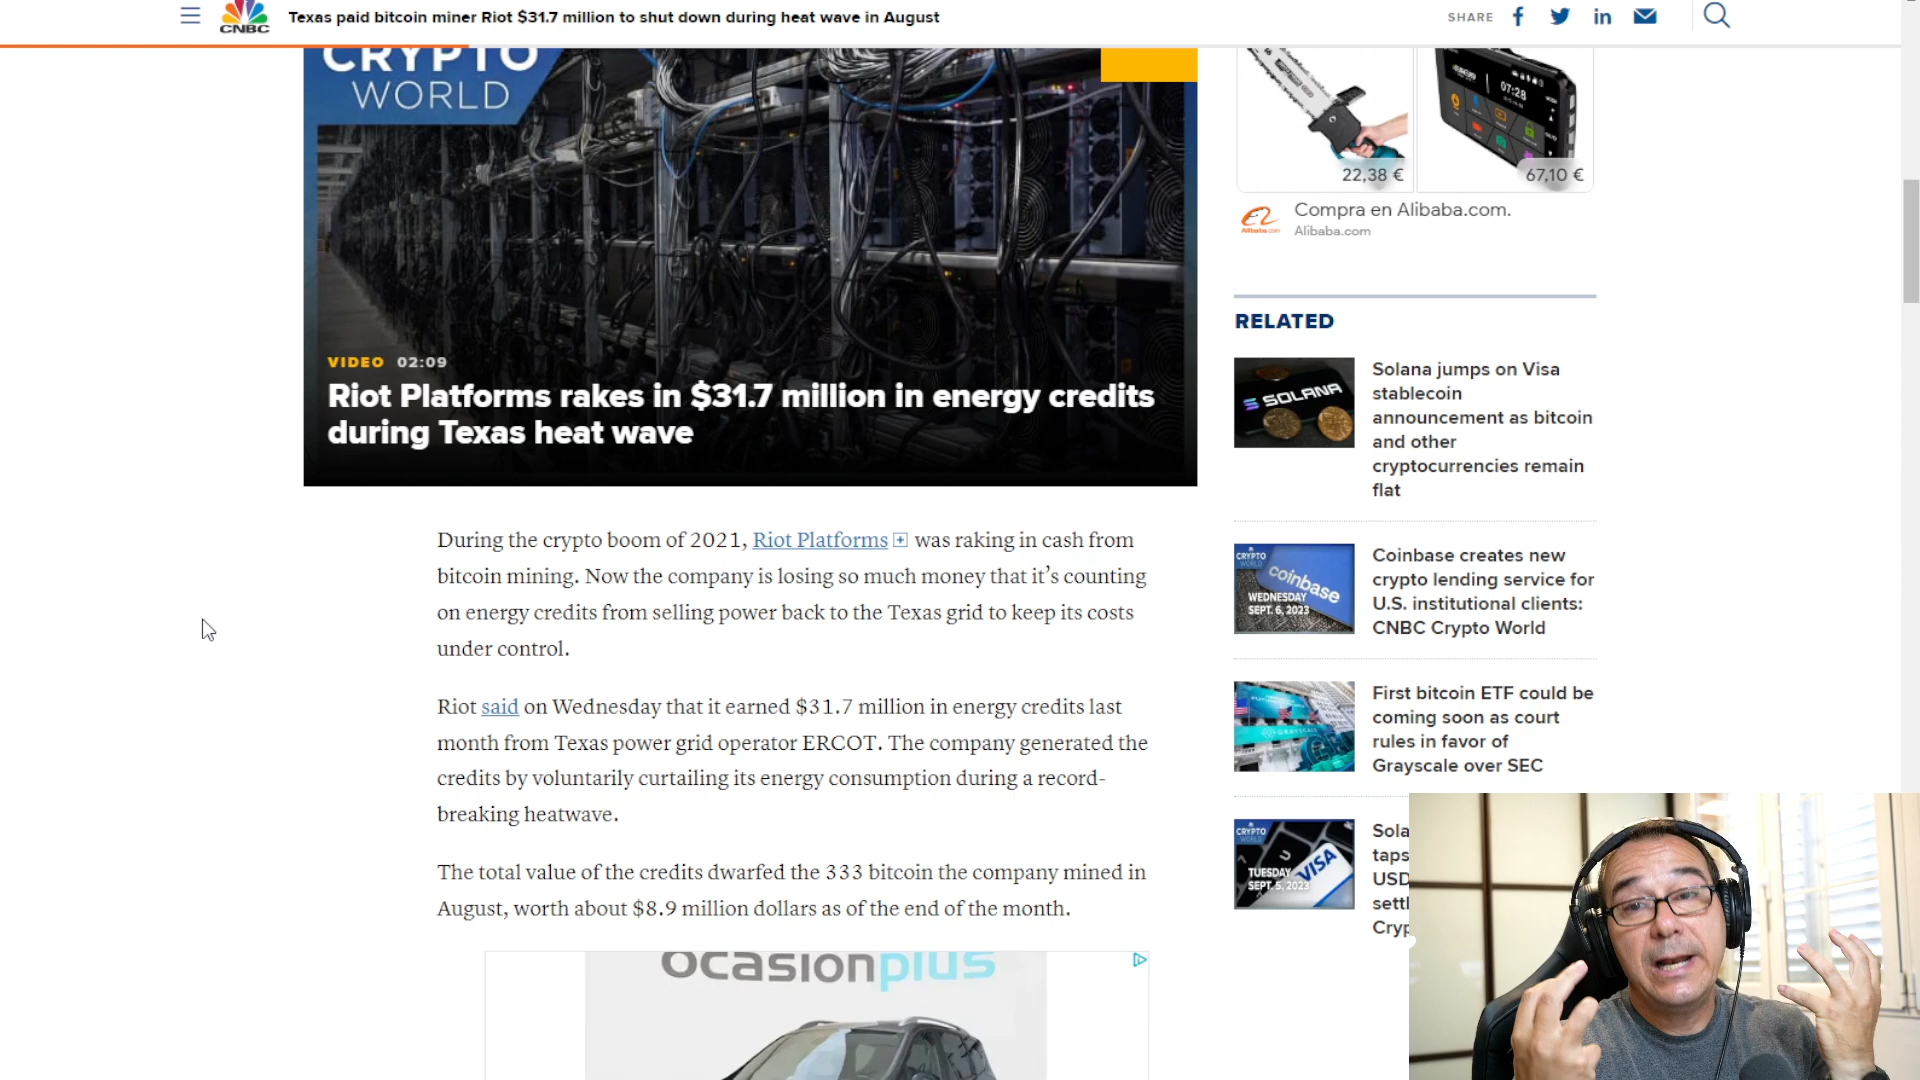 CNBC
Texas paid bitcoin miner Riot $31.7 million to shut down during heat wave in August
SHARE
CRYPTO
WORLD
VIDEO 02:09
Riot Platforms rakes in $31.7 million in energy credits
during Texas heat wave
During the crypto boom of 2021, Riot Platforms was raking in cash from
bitcoin mining. Now the company is losing so much money that it's counting
on energy credits from selling power back to the Texas grid to keep its costs
under control.
Riot said on Wednesday that it earned $31.7 million in energy credits last
month from Texas power grid operator ERCOT. The company generated the
credits by voluntarily curtailing its energy consumption during a record-
breaking heatwave.
The total value of the credits dwarfed the 333 bitcoin the company mined in
August, worth about $8.9 million dollars as of the end of the month.
ocasionplus
07:28
22,38 €
67,10 €
Compra en Alibaba.com.
Alibaba.com
Alibaba.com
RELATED
SOLANA
Solana jumps on Visa
stablecoin
announcement as bitcoin
and other
cryptocurrencies remain
flat
CRYPTO
WORLD
coinbase
WEDNESDAY
SEPT. 6, 2023
Coinbase creates new
crypto lending service for
U.S. institutional clients:
CNBC Crypto World
GRAYSCALE
First bitcoin ETF could be
coming soon as court
rules in favor of
Grayscale over SEC
CRYPTO
WORLD
VISA
TUESDAY
SEPT. 5, 2023
Sola
taps
USD
settl
Cryp